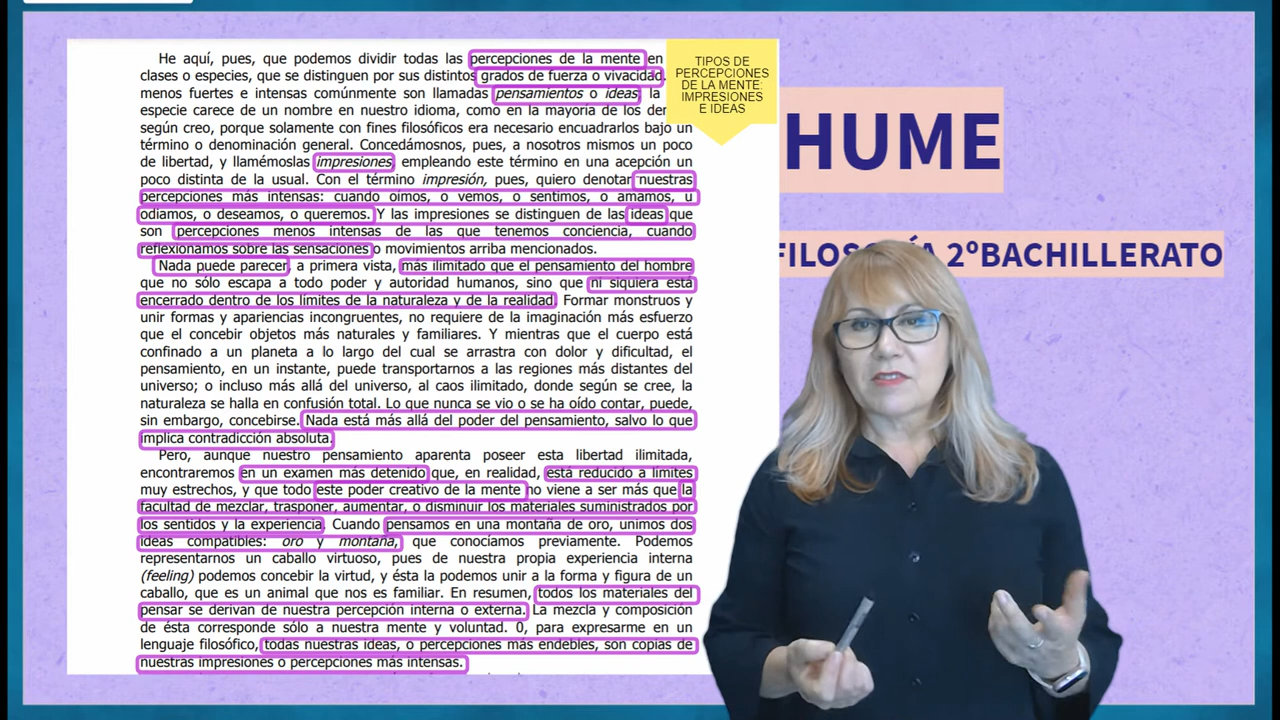 He aquí, pues, que podemos dividir todas las percepciones de la mente en
clases o especies, que se distinguen por sus distintos grados de fuerza o vivacidad.
menos fuertes e intensas comúnmente son llamadas pensamientos o ideas; la
especie carece de un nombre en nuestro idioma, como en la mayoría de los
según creo, porque solamente con fines filosóficos era necesario encuadrarlos bajo un
término o denominación general. Concedámosnos, pues, a nosotros mismos un poco
de libertad, y llamémoslas impresiones, empleando este término en una acepción un
poco distinta de la usual. Con el término impresión, pues, quiero denotar nuestras
percepciones más intensas: cuando oímos, o vemos, o sentimos, o amamos, u
odiamos, o deseamos, o queremos. Y las impresiones se distinguen de las ideas que
son percepciones menos intensas de las que tenemos conciencia, cuando
reflexionamos sobre las sensaciones o movimientos arriba mencionados.
Nada puede parecer, a primera vista, más ilimitado que el pensamiento del hombre
que no sólo escapa a todo poder y autoridad humanos, sino que ni siquiera está
encerrado dentro de los límites de la naturaleza y de la realidad. Formar monstruos y
unir formas y apariencias incongruentes, no requiere de la imaginación más esfuerzo
que el concebir objetos más naturales y familiares. Y mientras que el cuerpo está
confinado a un planeta a lo largo del cual se arrastra con dolor y dificultad, el
pensamiento, en un instante, puede transportarnos a las regiones más distantes del
universo; o incluso más allá del universo, al caos ilimitado, donde según se cree, la
naturaleza se halla en confusión total. Lo que nunca se vio o se ha oído contar, puede,
sin embargo, concebirse. Nada está más allá del poder del pensamiento, salvo lo que
implica contradicción absoluta.
Pero, aunque nuestro pensamiento aparenta poseer esta libertad ilimitada,
encontraremos en un examen más detenido que, en realidad, está reducido a límites
muy estrechos, y que todo este poder creativo de la mente no viene a ser más que la
facultad de mezclar, trasponer, aumentar, o disminuir los materiales suministrados por
los sentidos y la experiencia. Cuando pensamos en una montaña de oro, unimos dos
ideas compatibles: oro y montaña, que conocíamos previamente. Podemos
representarnos un caballo virtuoso, pues de nuestra propia experiencia interna
(feeling) podemos concebir la virtud, y ésta la podemos unir a la forma y figura de un
caballo, que es un animal que nos es familiar. En resumen, todos los materiales del
pensar se derivan de nuestra percepción interna o externa. La mezcla y composición
de ésta corresponde sólo a nuestra mente y voluntad. 0, para expresarme en un
lenguaje filosófico, todas nuestras ideas, o percepciones más endebles, son copias de
nuestras impresiones o percepciones más intensas.
TIPOS DE
PERCEPCIONES
DE LA MENTE:
IMPRESIONES
E IDEAS
HUME
FILOSOFÍA 2ºBACHILLERATO